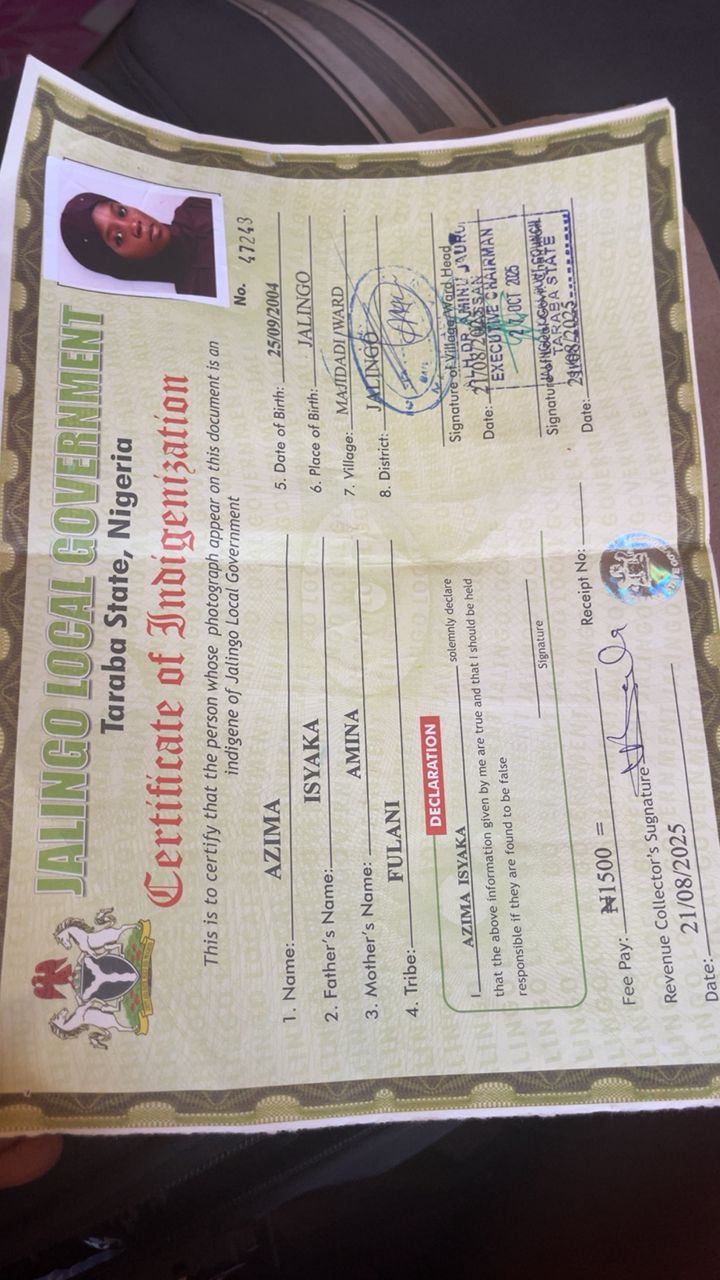 JALINGO LOCAL GOVERNMENT
Taraba State, Nigeria
Certificate of Indigenization
No. 47243
This is to certify that the person whose photograph appear on this document is an
indigene of Jalingo Local Government
1. Name: AZIMA
2. Father's Name: ISYAKA
3. Mother's Name: AMINA
4. Tribe: FULANI
5. Date of Birth: 25/09/2004
6. Place of Birth: JALINGO
7. Village: MAJIDADI WARD
8. District: JALINGO
DECLARATION
I AZIMA ISYAKA solemnly declare
that the above information given by me are true and that I should be held
responsible if they are found to be false
Signature
Signature of Village/Ward Head
AMINU JAURO
Date: 21/08/2025
EXECUTIVE CHAIRMAN
OCT 2025
TARABA STATE
Date: 21/08/2025
Fee Pay: ₦1500 =
Receipt No:
Revenue Collector's Sugnature
Date: 21/08/2025